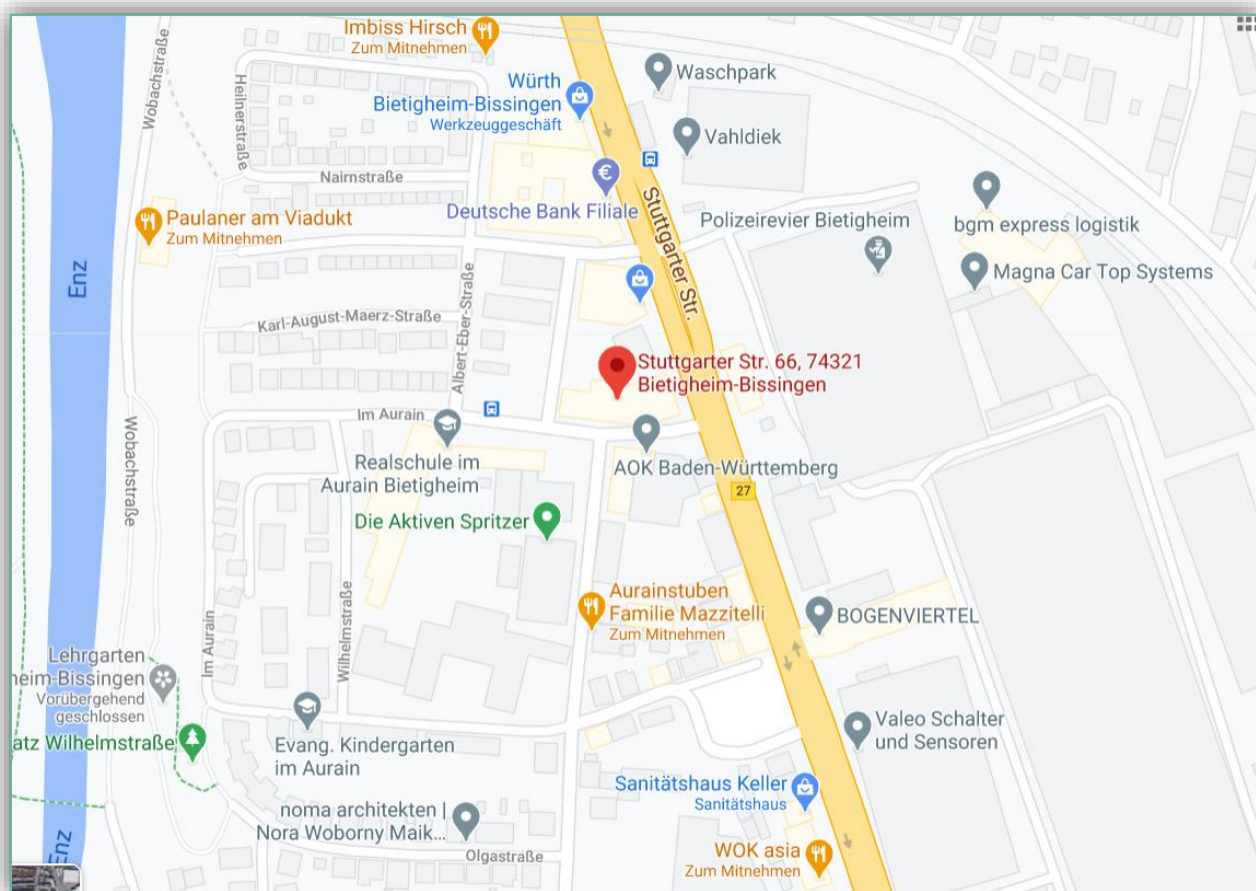 Imbiss Hirsch
Zum Mitnehmen
Wobachstraße
Heilnerstraße
Würth
Bietigheim-Bissingen
Werkzeuggeschäft
Waschpark
Vahldiek
Nairnstraße
Deutsche Bank Filiale
Stuttgarter Str.
Paulaner am Viadukt
Zum Mitnehmen
Polizeirevier Bietigheim
bgm express logistik
Magna Car Top Systems
Enz
Karl-August-Maerz-Straße
Albert-Eber-Straße
Stuttgarter Str. 66, 74321
Bietigheim-Bissingen
Im Aurain
Wobachstraße
Realschule im
Aurain Bietigheim
AOK Baden-Württemberg
27
Die Aktiven Spritzer
Aurainstuben
Familie Mazzitelli
Zum Mitnehmen
BOGENVIERTEL
Im Aurain
Wilhelmstraße
Lehrgarten
heim-Bissingen
Vorübergehend
geschlossen
atz Wilhelmstraße
Evang. Kindergarten
im Aurain
Valeo Schalter
und Sensoren
Sanitätshaus Keller
Sanitätshaus
noma architekten |
Nora Woborny Maik...
Olgastraße
WOK asia
Zum Mitnehmen
Enz